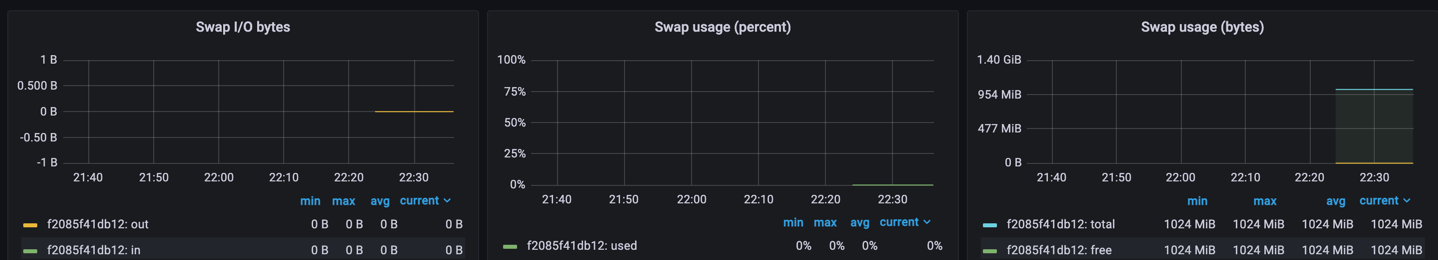 Swap I/O bytes
1 B
0.500 B
0 B
-0.50 B
-1 B
21:40 21:50 22:00 22:10 22:20 22:30
min max avg current
f2085f41db12: out 0 B 0 B 0 B 0 B
f2085f41db12: in 0 B 0 B 0 B 0 B
Swap usage (percent)
100%
75%
50%
25%
0%
21:40 21:50 22:00 22:10 22:20 22:30
min max avg current
f2085f41db12: used 0% 0% 0% 0%
Swap usage (bytes)
1.40 GiB
954 MiB
477 MiB
0 B
21:40 21:50 22:00 22:10 22:20 22:30
min max avg current
f2085f41db12: total 1024 MiB 1024 MiB 1024 MiB 1024 MiB
f2085f41db12: free 1024 MiB 1024 MiB 1024 MiB 1024 MiB